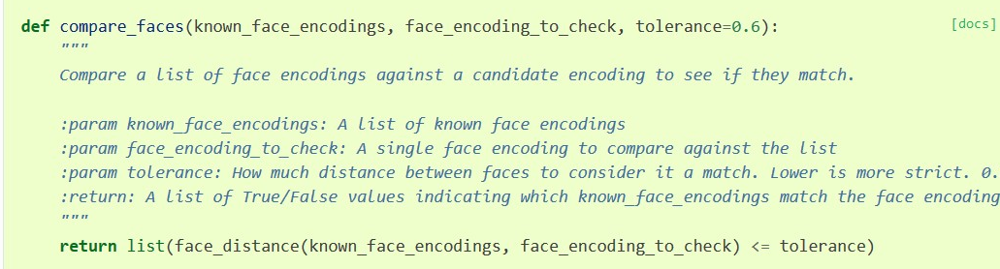 def compare_faces(known_face_encodings, face_encoding_to_check, tolerance=0.6): [docs]
"""
Compare a list of face encodings against a candidate encoding to see if they match.
:param known_face_encodings: A list of known face encodings
:param face_encoding_to_check: A single face encoding to compare against the list
:param tolerance: How much distance between faces to consider it a match. Lower is more strict. 0.
:return: A list of True/False values indicating which known_face_encodings match the face encoding
"""
return list(face_distance(known_face_encodings, face_encoding_to_check) <= tolerance)